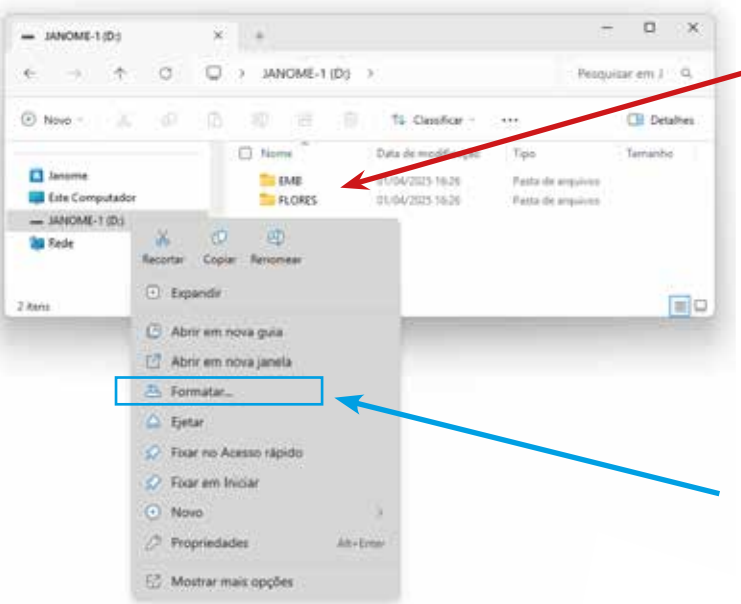 JANOME-1 (D:)
JANOME-1 (D:)
Pesquisar em J
Novo
Classificar
Detalhes
Nome Data de modificação Tipo Tamanho
Janome
Este Computador
JANOME-1 (D:)
Rede
EMB 01/04/2025 16:26 Pasta de arquivos
FLORES 01/04/2025 16:26 Pasta de arquivos
2 itens
Recortar Copiar Renomear
Expandir
Abrir em nova guia
Abrir em nova janela
Formatar...
Ejetar
Fixar no Acesso rápido
Fixar em Iniciar
Novo
Propriedades Alt+Enter
Mostrar mais opções